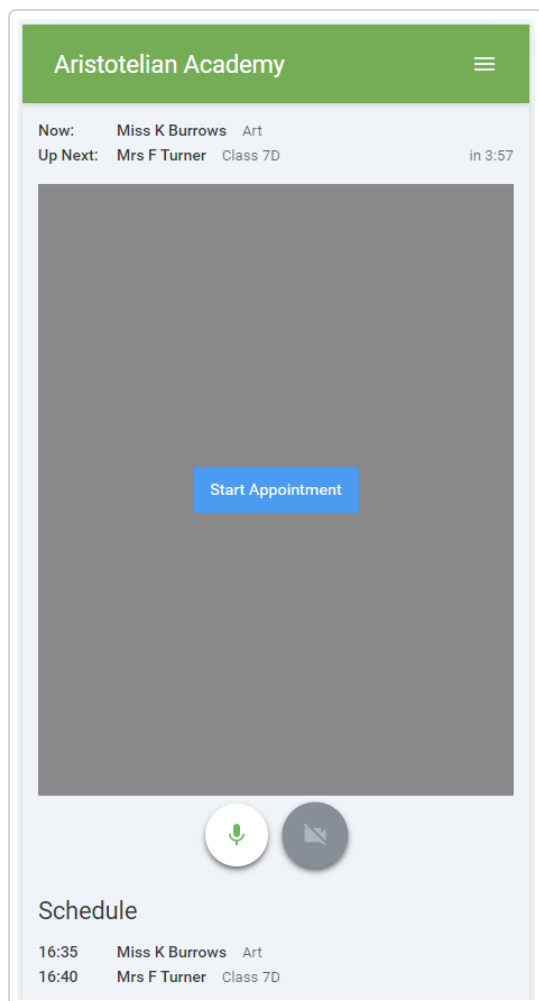 Aristotelian Academy
Now: Miss K Burrows Art
Up Next: Mrs F Turner Class 7D in 3:57
Start Appointment
Schedule
16:35 Miss K Burrows Art
16:40 Mrs F Turner Class 7D